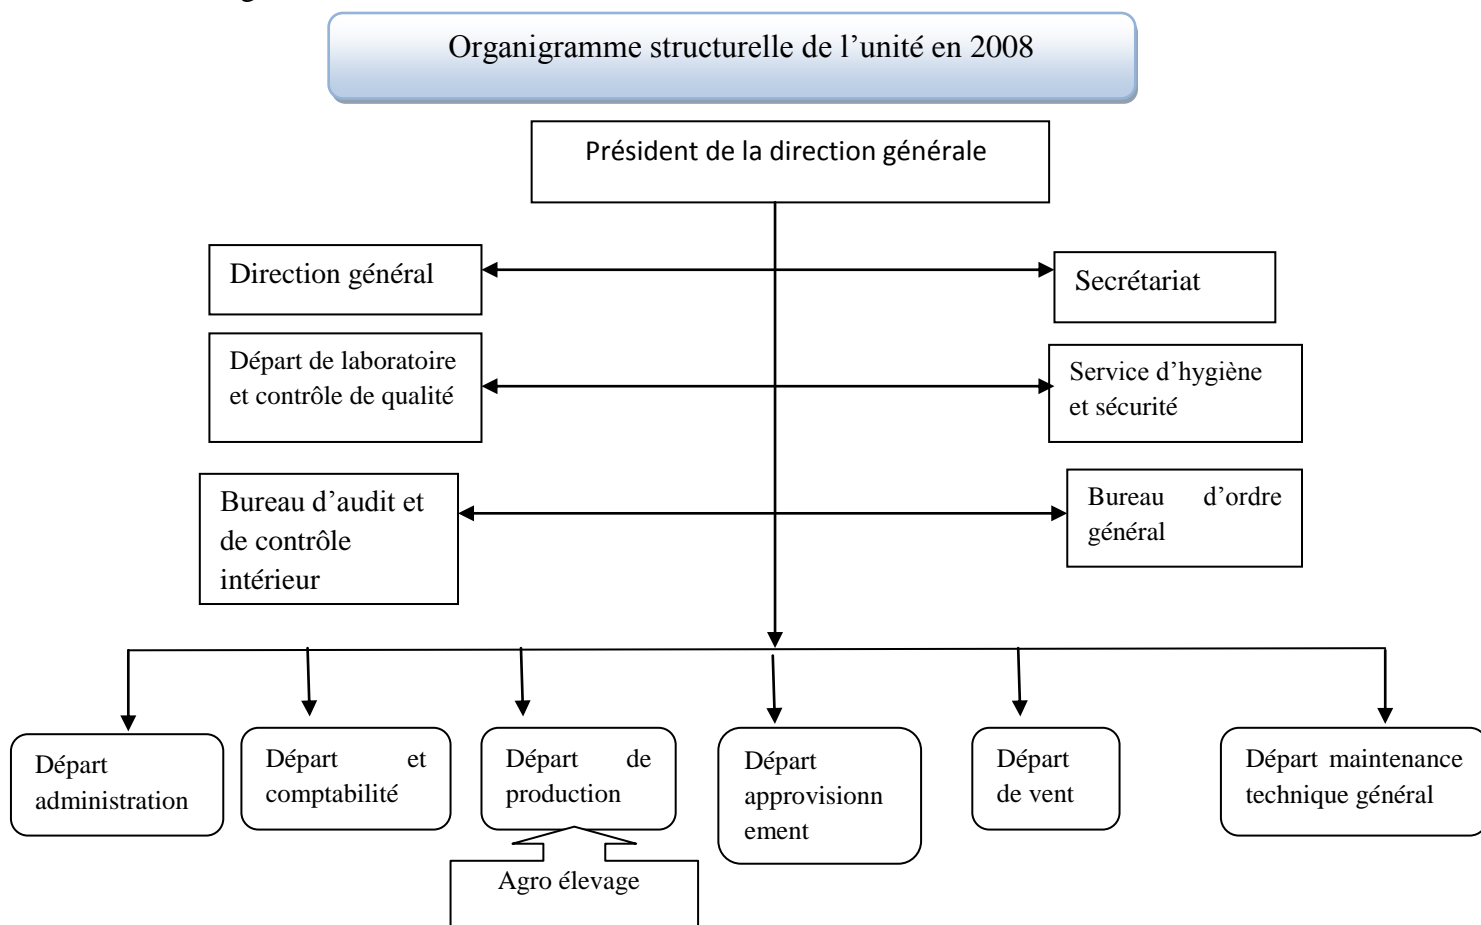 Organigramme structurelle de l’unité en 2008
Président de la direction générale
Direction général
Secrétariat
Départ de laboratoire
et contrôle de qualité
Service d’hygiène
et sécurité
Bureau d’audit et
de contrôle
intérieur
Bureau d’ordre
général
Départ
administration
Départ et
comptabilité
Départ de
production
Départ
approvisionn
ement
Départ
de vent
Départ maintenance
technique général
Agro élevage